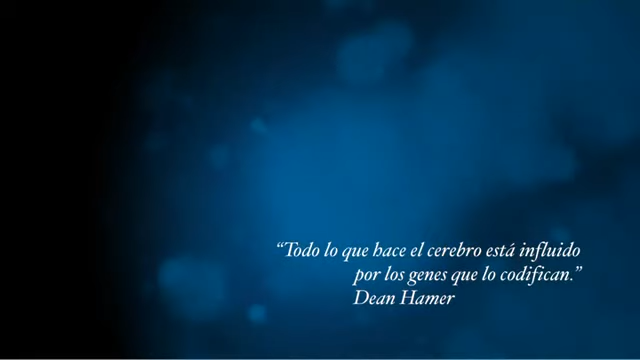 “Todo lo que hace el cerebro está influido
por los genes que lo codifican.”
Dean Hamer